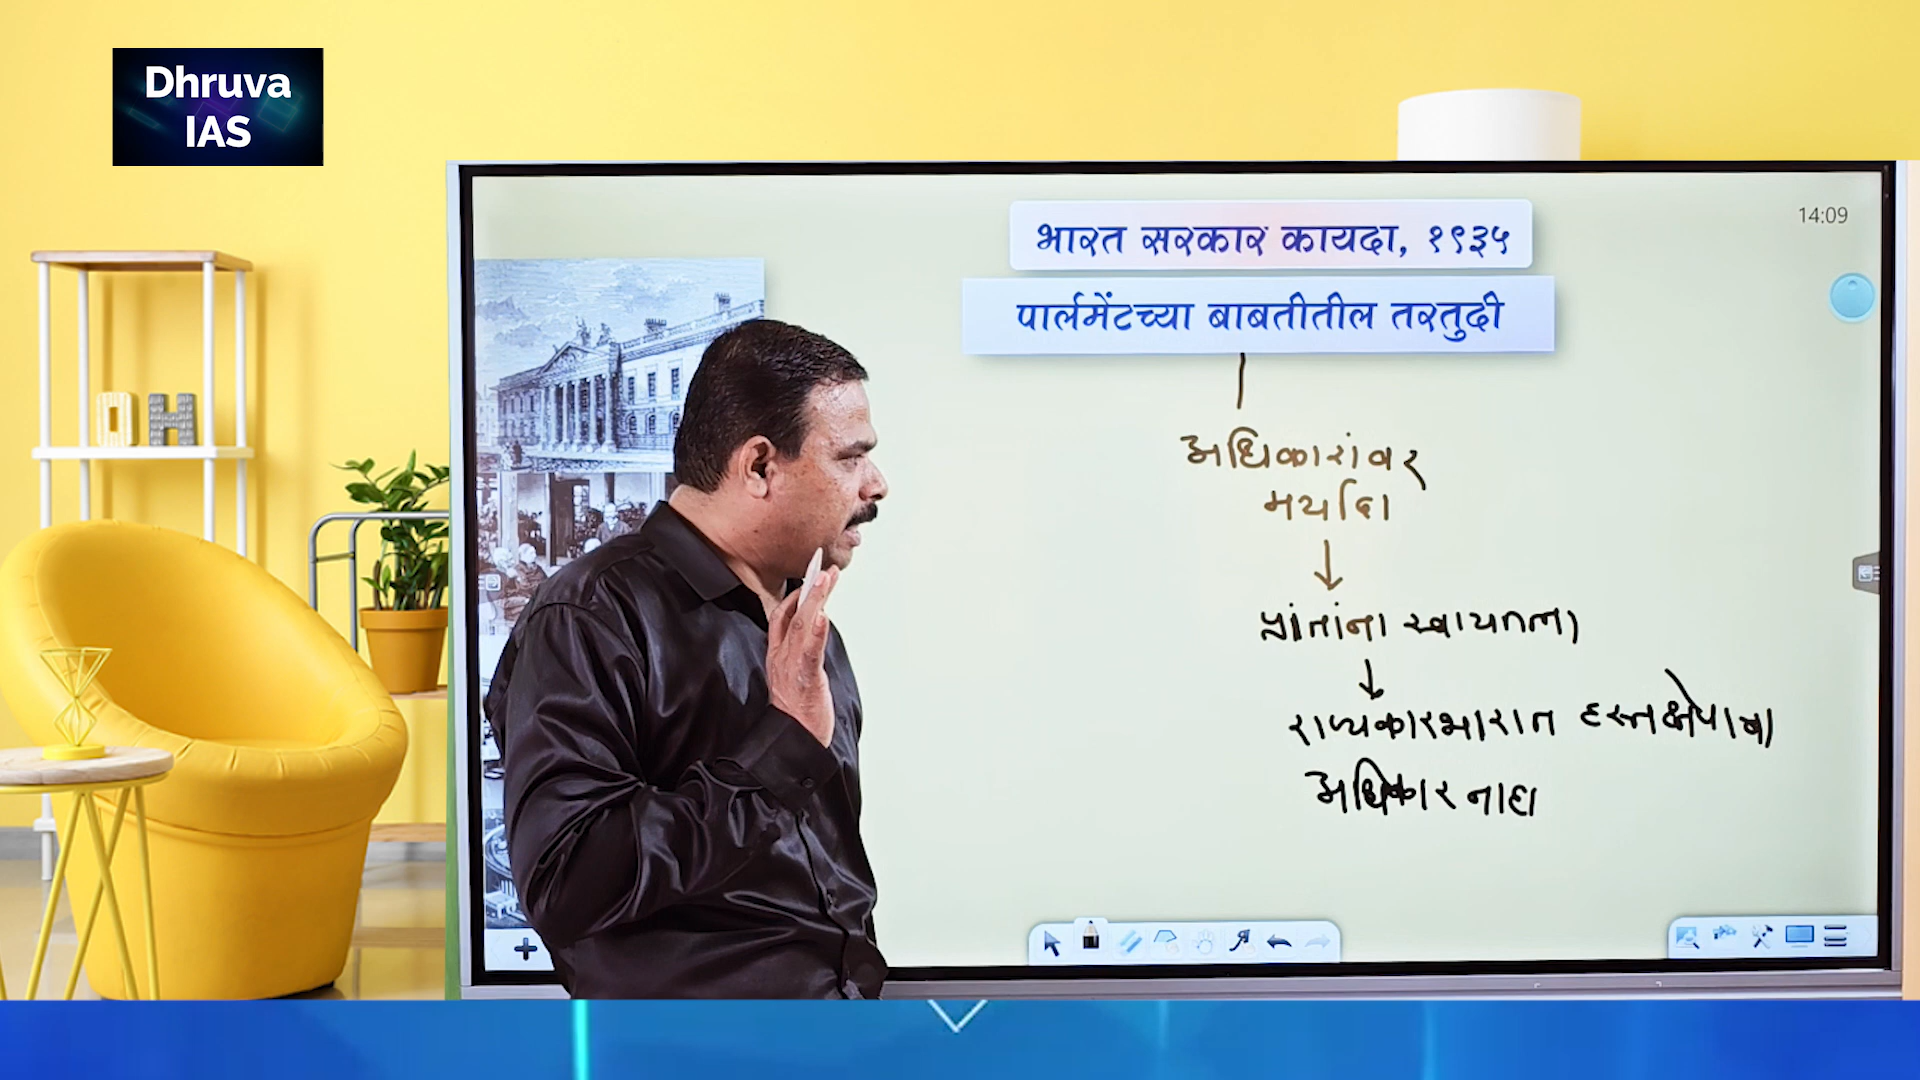 Dhruva
IAS
14:09
भारत सरकार कायदा, १९३५
पार्लमेंटच्या बाबतीतील तरतुदी
अधिकारांवर
मर्यादा
प्रांतांना स्वायत्तता
राज्यकारभारात हस्तक्षेपाचा
अधिकार नाही